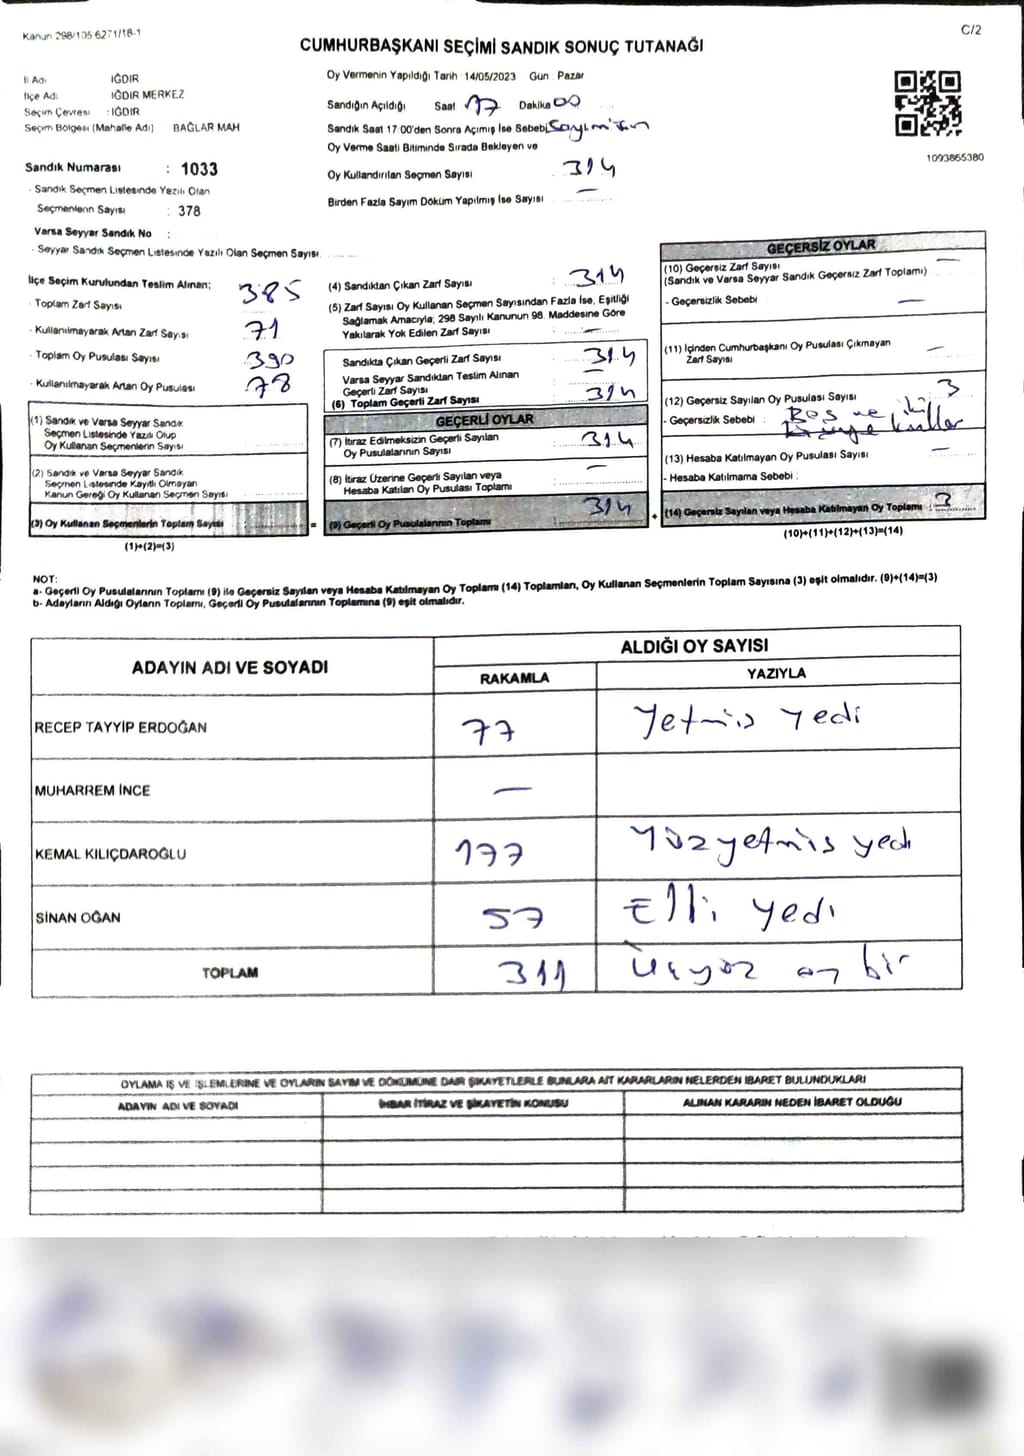 Kanun 298/105 6271/18-1
C/2
CUMHURBAŞKANI SEÇİMİ SANDIK SONUÇ TUTANAĞI
İl Adı IĞDIR
İlçe Adı IĞDIR MERKEZ
Seçim Çevresi : IĞDIR
Seçim Bölgesi (Mahalle Adı) BAĞLAR MAH
Sandık Numarası : 1033
- Sandık Seçmen Listesinde Yazılı Olan
Seçmenlerin Sayısı : 378
Varsa Seyyar Sandık No :
- Seyyar Sandık Seçmen Listesinde Yazılı Olan Seçmen Sayısı
Oy Vermenin Yapıldığı Tarih 14/05/2023 Gün Pazar
Sandığın Açıldığı Saat 17 Dakika 00
Sandık Saat 17:00'den Sonra Açımış İse Sebebi
Oy Verme Saati Bitiminde Sırada Bekleyen ve
Oy Kullandırılan Seçmen Sayısı : 314
Birden Fazla Sayım Döküm Yapılmış İse Sayısı : —
1093865380
İlçe Seçim Kurulundan Teslim Alınan;
- Toplam Zarf Sayısı 385
- Kullanılmayarak Artan Zarf Sayısı 71
- Toplam Oy Pusulası Sayısı 390
- Kullanılmayarak Artan Oy Pusulası 78
(1) Sandık ve Varsa Seyyar Sandık
Seçmen Listesinde Yazılı Olup
Oy Kullanan Seçmenlerin Sayısı
(2) Sandık ve Varsa Seyyar Sandık
Seçmen Listesinde Kayıtlı Olmayan
Kanun Gereği Oy Kullanan Seçmen Sayısı
(3) Oy Kullanan Seçmenlerin Toplam Sayısı
(1)+(2)=(3)
=
(4) Sandıktan Çıkan Zarf Sayısı : 314
(5) Zarf Sayısı Oy Kullanan Seçmen Sayısından Fazla İse, Eşitliği
Sağlamak Amacıyla; 298 Sayılı Kanunun 98. Maddesine Göre
Yakılarak Yok Edilen Zarf Sayısı : —
Sandıkta Çıkan Geçerli Zarf Sayısı : 314
Varsa Seyyar Sandıktan Teslim Alınan
Geçerli Zarf Sayısı : —
(6) Toplam Geçerli Zarf Sayısı : 314
GEÇERLİ OYLAR
(7) İtiraz Edilmeksizin Geçerli Sayılan
Oy Pusulalarının Sayısı : 314
(8) İtiraz Üzerine Geçerli Sayılan veya
Hesaba Katılan Oy Pusulası Toplamı : —
(9) Geçerli Oy Pusulalarının Toplamı : 314
+
GEÇERSİZ OYLAR
(10) Geçersiz Zarf Sayısı : —
(Sandık ve Varsa Seyyar Sandık Geçersiz Zarf Toplamı)
- Geçersizlik Sebebi —
(11) İçinden Cumhurbaşkanı Oy Pusulası Çıkmayan
Zarf Sayısı —
(12) Geçersiz Sayılan Oy Pusulası Sayısı : 3
- Geçersizlik Sebebi : Boş ve iki
(13) Hesaba Katılmayan Oy Pusulası Sayısı : —
- Hesaba Katılmama Sebebi :
(14) Geçersiz Sayılan veya Hesaba Katılmayan Oy Toplamı : 3
(10)+(11)+(12)+(13)=(14)
NOT:
a- Geçerli Oy Pusulalarının Toplamı (9) ile Geçersiz Sayılan veya Hesaba Katılmayan Oy Toplamı (14) Toplamları, Oy Kullanan Seçmenlerin Toplam Sayısına (3) eşit olmalıdır. (9)+(14)=(3)
b- Adayların Aldığı Oyların Toplamı, Geçerli Oy Pusulalarının Toplamına (9) eşit olmalıdır.
ADAYIN ADI VE SOYADI
ALDIĞI OY SAYISI
RAKAMLA YAZIYLA
RECEP TAYYİP ERDOĞAN 77 Yetmis yedi
MUHARREM İNCE —
KEMAL KILIÇDAROĞLU 177 Yüzyetmis yedi
SİNAN OĞAN 57 Elli yedi
TOPLAM 311 Üçyüz on bir
OYLAMA İŞ VE İŞLEMLERİNE VE OYLARIN SAYIM VE DÖKÜMÜNE DAİR ŞİKAYETLERLE BUNLARA AİT KARARLARIN NELERDEN İBARET BULUNDUKLARI
ADAYIN ADI VE SOYADI İHBAR İTİRAZ VE ŞİKAYETİN KONUSU ALINAN KARARIN NEDEN İBARET OLDUĞU